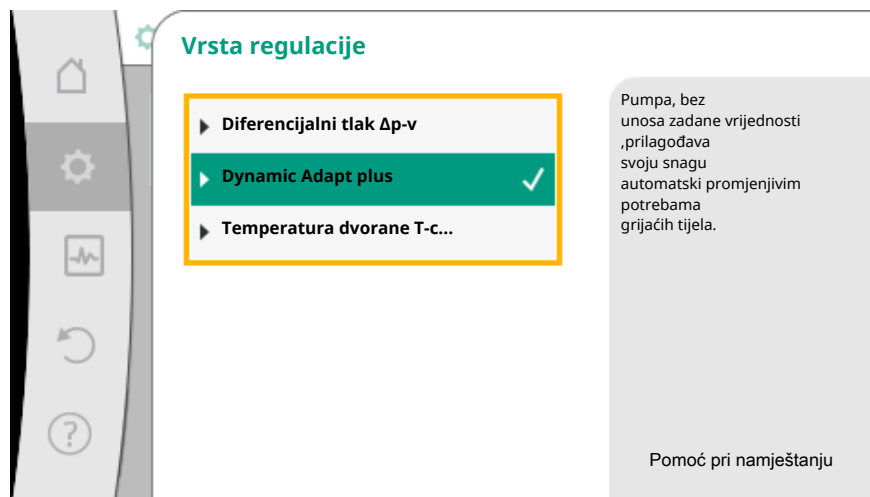 Vrsta regulacije
Diferencijalni tlak Δp-v
Dynamic Adapt plus
Temperatura dvorane T-c...
Pumpa, bez
unosa zadane vrijednosti
,prilagođava
svoju snagu
automatski promjenjivim
potrebama
grijaćih tijela.
Pomoć pri namještanju
?